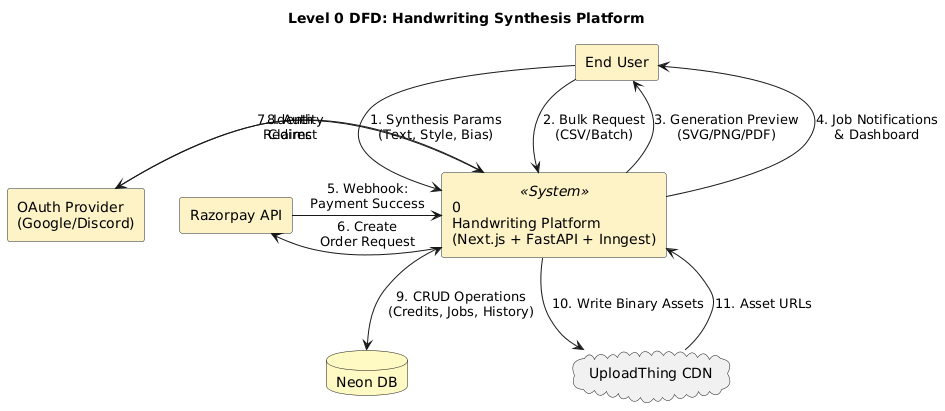 Level 0 DFD: Handwriting Synthesis Platform
End User
1. Synthesis Params
(Text, Style, Bias)
2. Bulk Request
(CSV/Batch)
3. Generation Preview
(SVG/PNG/PDF)
4. Job Notifications
& Dashboard
OAuth Provider
(Google/Discord)
Razorpay API
5. Webhook:
Payment Success
6. Create
Order Request
«System»
0
Handwriting Platform
(Next.js + FastAPI + Inngest)
9. CRUD Operations
(Credits, Jobs, History)
10. Write Binary Assets
11. Asset URLs
Neon DB
UploadThing CDN